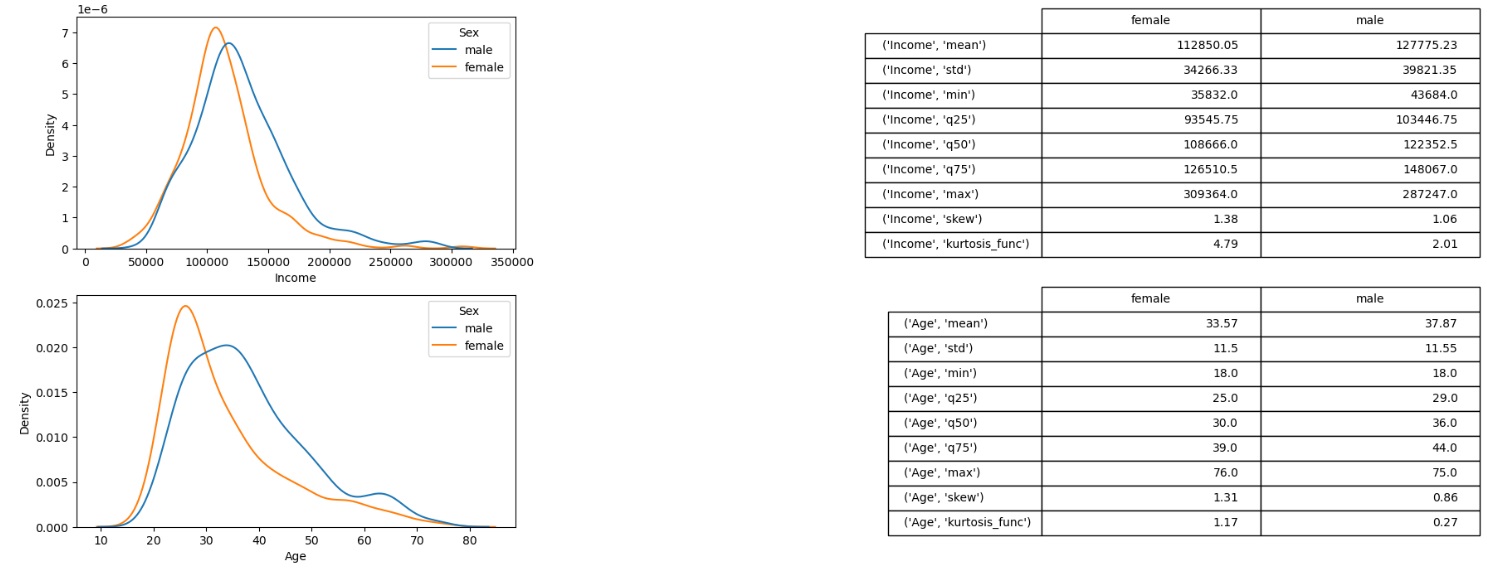 1e−6
Sex
male
female
7
6
5
4
3
2
1
0
Density
0 50000 100000 150000 200000 250000 300000 350000
Income
female male
('Income', 'mean') 112850.05 127775.23
('Income', 'std') 34266.33 39821.35
('Income', 'min') 35832.0 43684.0
('Income', 'q25') 93545.75 103446.75
('Income', 'q50') 108666.0 122352.5
('Income', 'q75') 126510.5 148067.0
('Income', 'max') 309364.0 287247.0
('Income', 'skew') 1.38 1.06
('Income', 'kurtosis_func') 4.79 2.01
Sex
male
female
0.025
0.020
0.015
0.010
0.005
0.000
Density
10 20 30 40 50 60 70 80
Age
female male
('Age', 'mean') 33.57 37.87
('Age', 'std') 11.5 11.55
('Age', 'min') 18.0 18.0
('Age', 'q25') 25.0 29.0
('Age', 'q50') 30.0 36.0
('Age', 'q75') 39.0 44.0
('Age', 'max') 76.0 75.0
('Age', 'skew') 1.31 0.86
('Age', 'kurtosis_func') 1.17 0.27